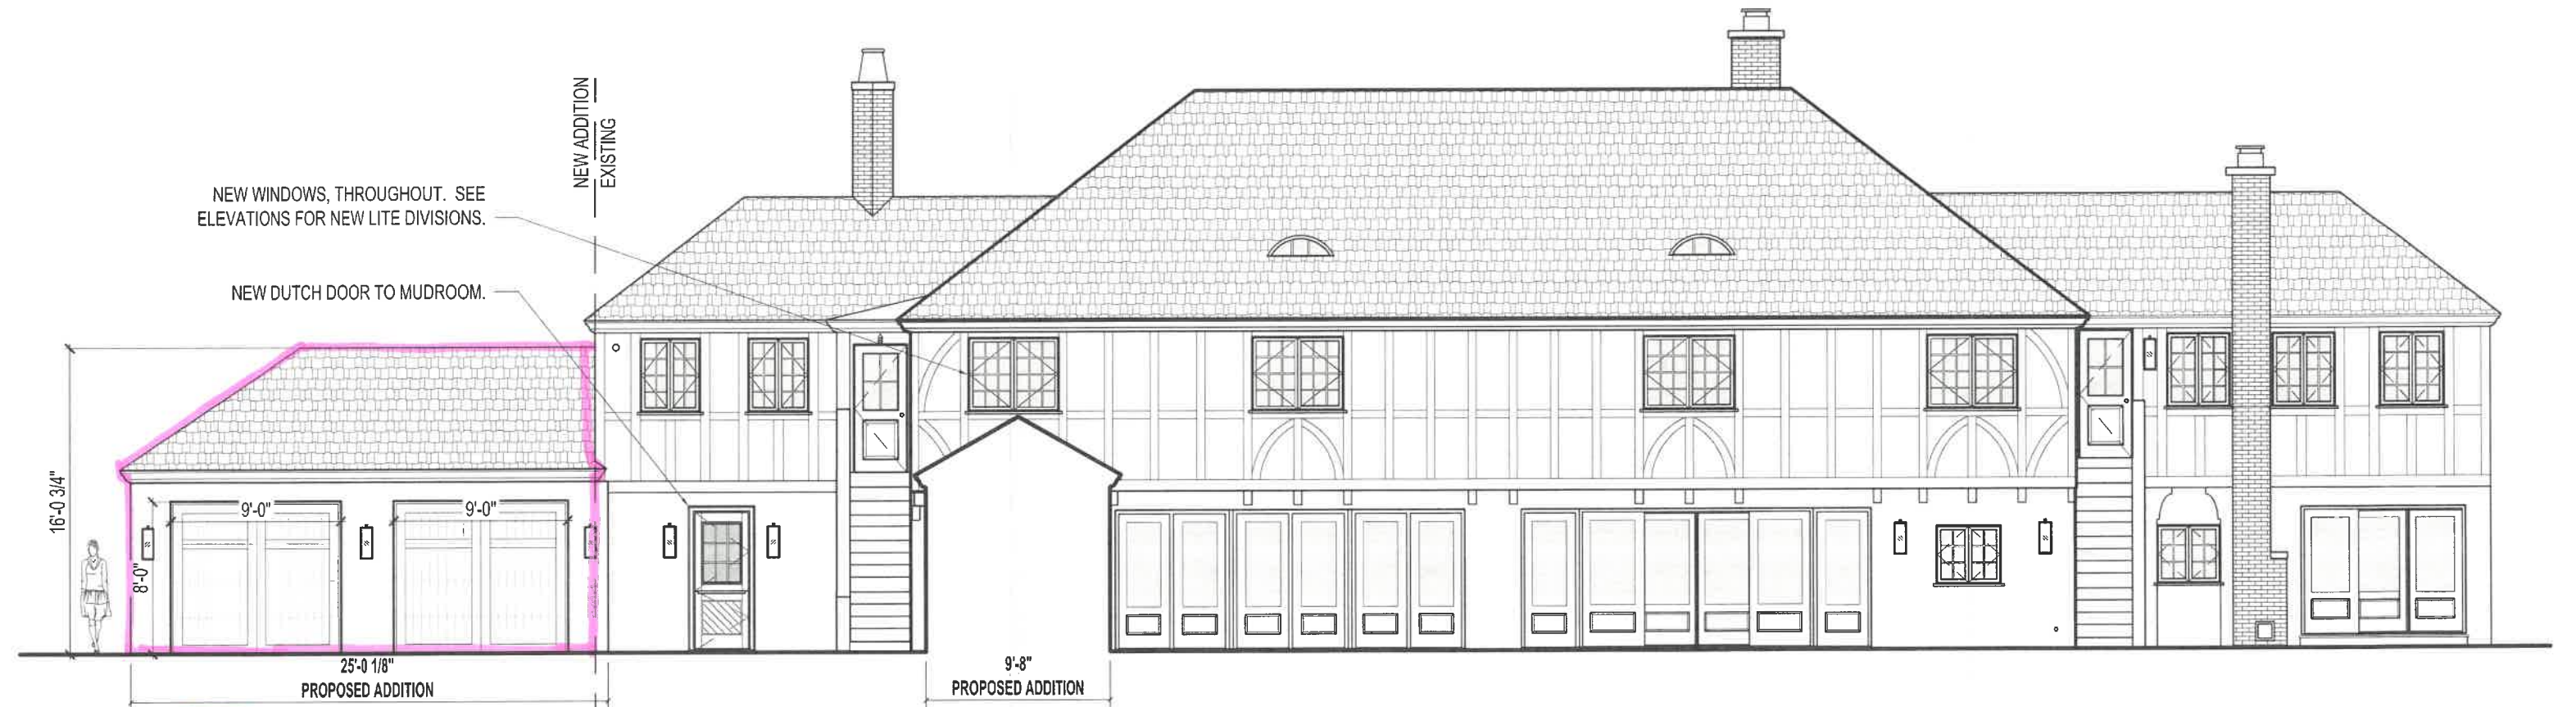 NEW ADDITION
EXISTING
NEW WINDOWS, THROUGHOUT. SEE
ELEVATIONS FOR NEW LITE DIVISIONS.
NEW DUTCH DOOR TO MUDROOM.
16'-0 3/4"
8'-0"
9'-0"
9'-0"
25'-0 1/8"
PROPOSED ADDITION
9'-8"
PROPOSED ADDITION